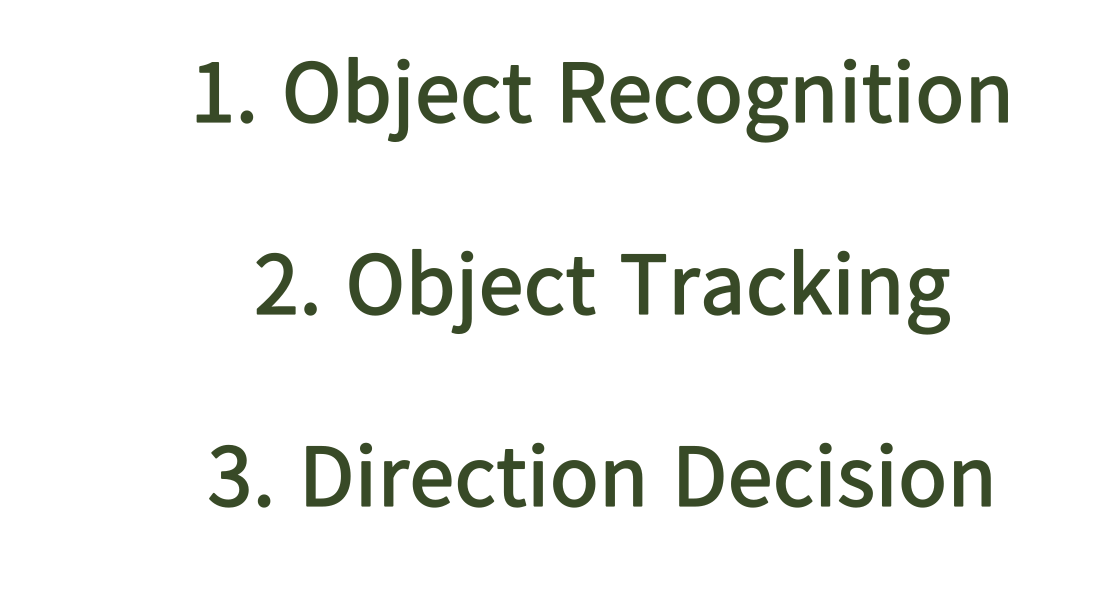 1. Object Recognition
2. Object Tracking
3. Direction Decision